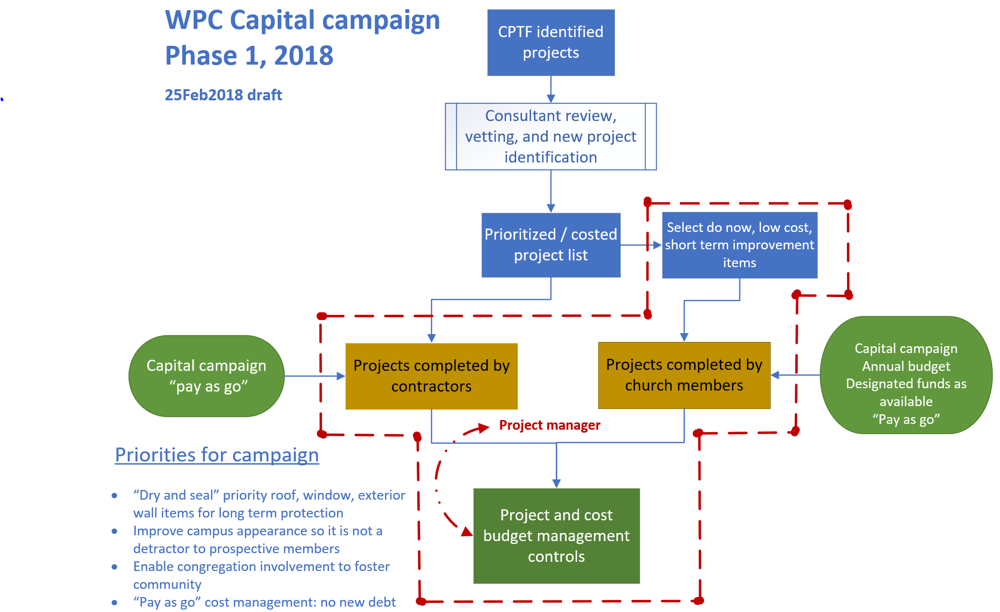 WPC Capital campaign
Phase 1, 2018
25Feb2018 draft
CPTF identified
projects
Consultant review,
vetting, and new project
identification
Prioritized / costed
project list
Select do now, low cost,
short term improvement
items
Capital campaign
“pay as go”
Projects completed by
contractors
Projects completed by
church members
Capital campaign
Annual budget
Designated funds as
available
“Pay as go”
Project manager
Project and cost
budget management
controls
Priorities for campaign
• “Dry and seal” priority roof, window, exterior
wall items for long term protection
• Improve campus appearance so it is not a
detractor to prospective members
• Enable congregation involvement to foster
community
• “Pay as go” cost management: no new debt